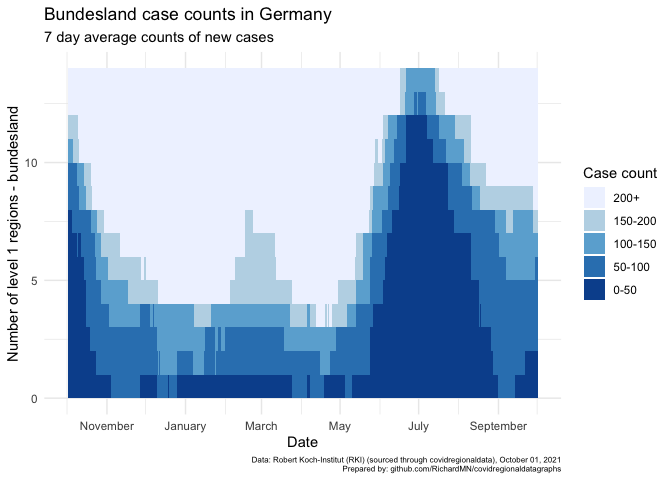 Bundesland case counts in Germany
7 day average counts of new cases
Number of level 1 regions - bundesland
10
5
0
November
January
March
May
July
September
Date
Case count
200+
150-200
100-150
50-100
0-50
Data: Robert Koch-Institut (RKI) (sourced through covidregionaldata), October 01, 2021
Prepared by: github.com/RichardMN/covidregionaldatagraphs